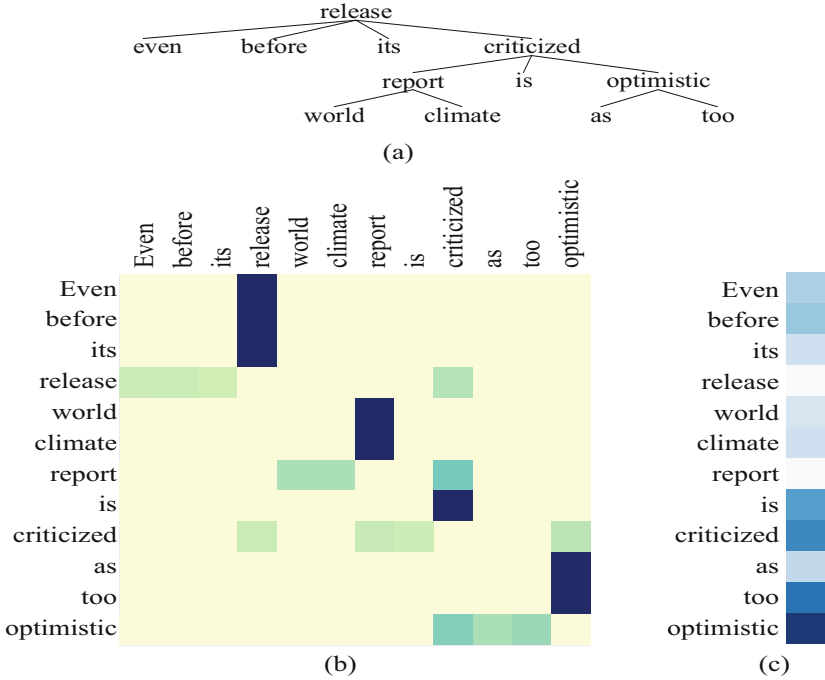 release
even before its criticized
report is optimistic
world climate as too
(a)
Even before its release world climate report is criticized as too optimistic
Even
before
its
release
world
climate
report
is
criticized
as
too
optimistic
(b)
Even
before
its
release
world
climate
report
is
criticized
as
too
optimistic
(c)